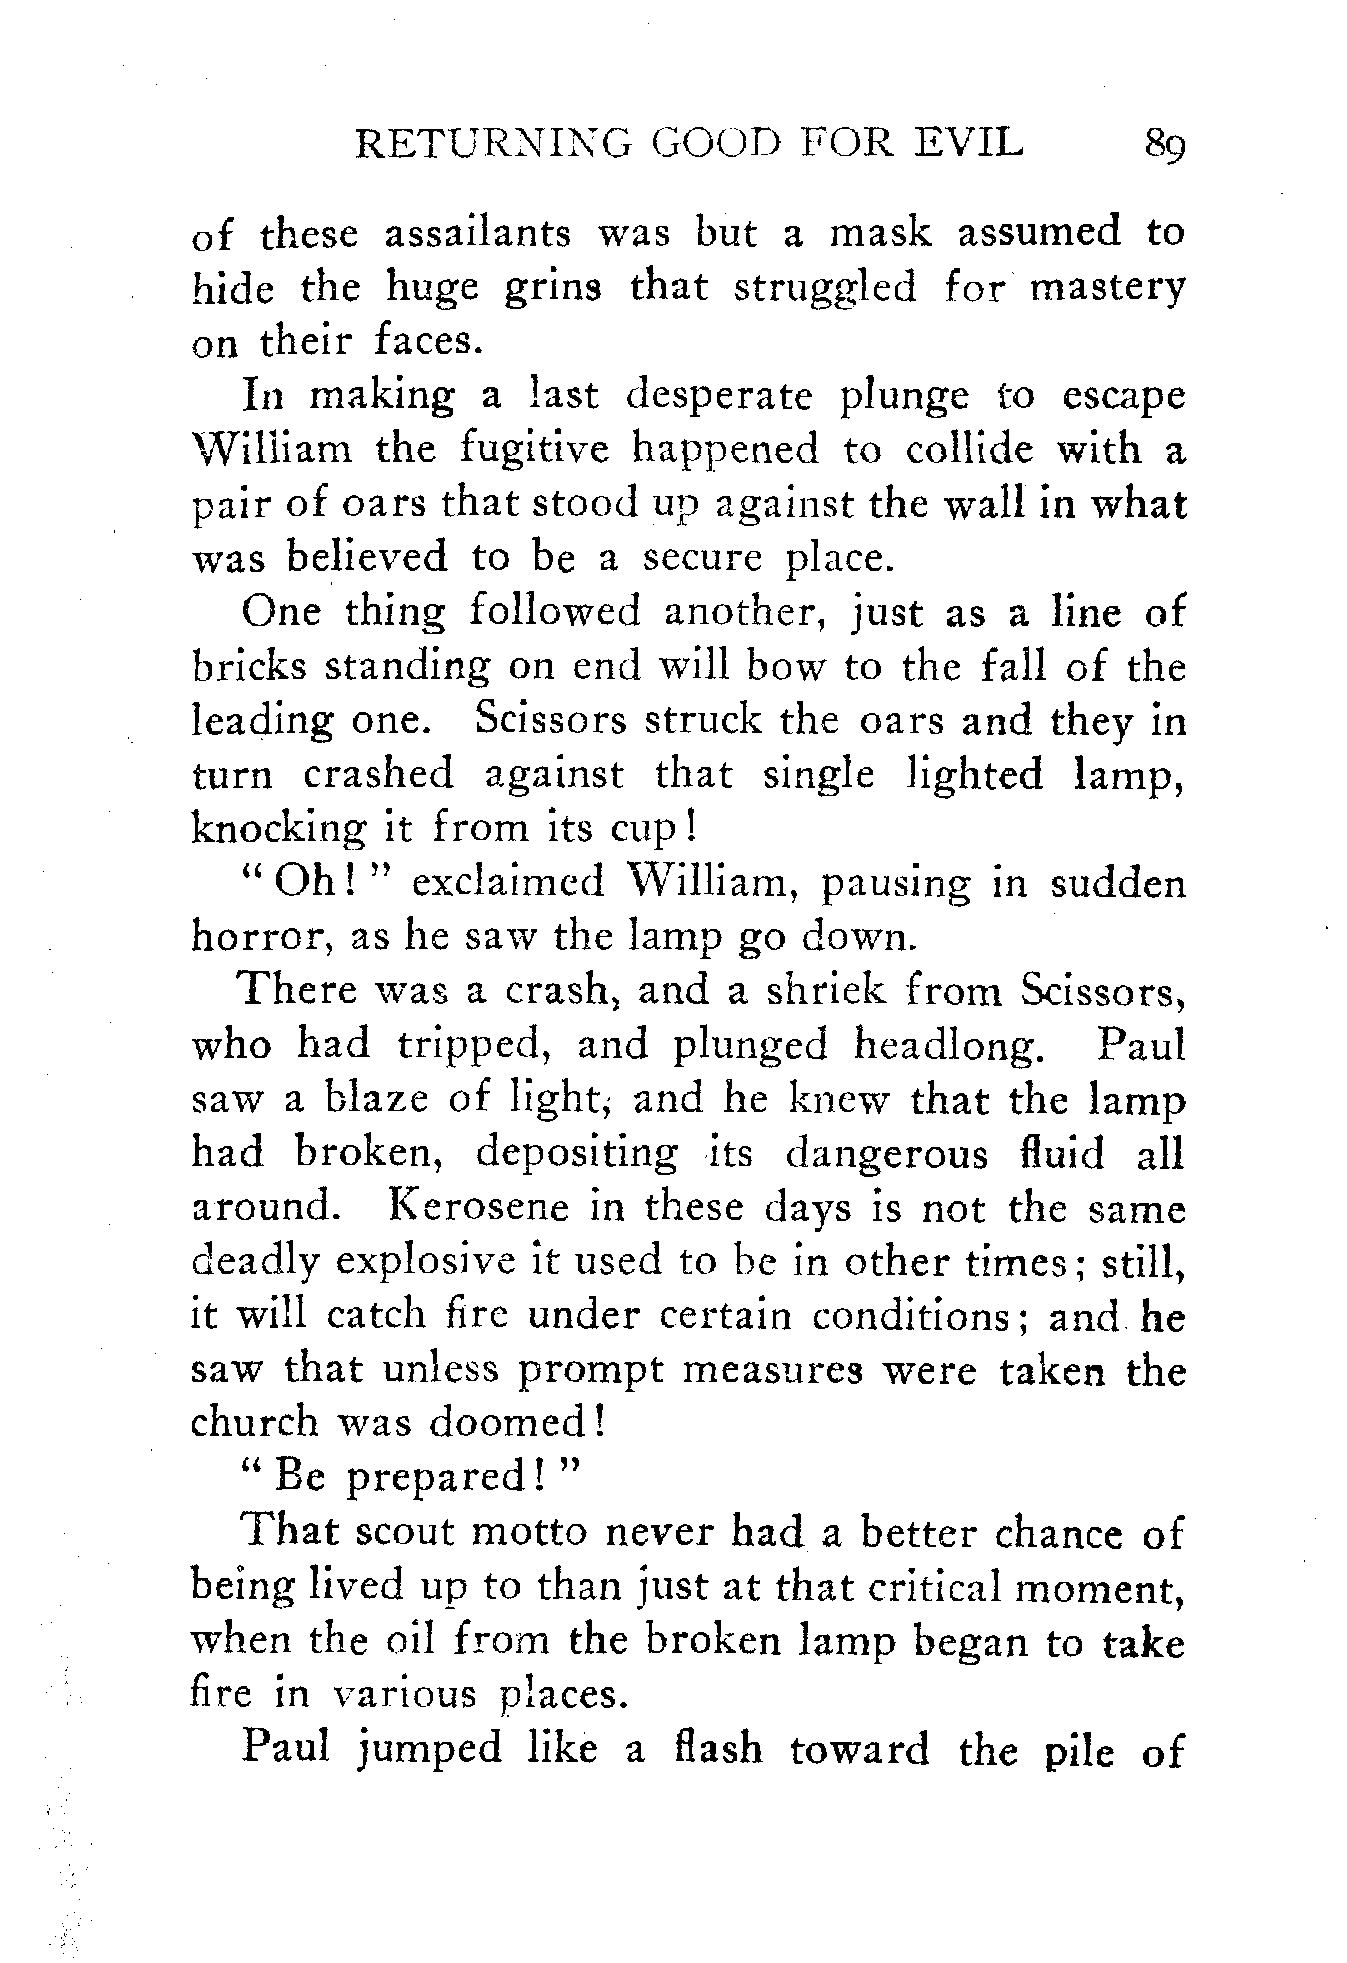 RETURNING GOOD FOR EVIL 89
of these assailants was but a mask assumed to
hide the huge grins that struggled for mastery
on their faces.
In making a last desperate plunge to escape
William the fugitive happened to collide with a
pair of oars that stood up against the wall in what
was believed to be a secure place.
One thing followed another, just as a line of
bricks standing on end will bow to the fall of the
leading one. Scissors struck the oars and they in
turn crashed against that single lighted lamp,
knocking it from its cup!
“Oh!” exclaimed William, pausing in sudden
horror, as he saw the lamp go down.
There was a crash, and a shriek from Scissors,
who had tripped, and plunged headlong. Paul
saw a blaze of light, and he knew that the lamp
had broken, depositing its dangerous fluid all
around. Kerosene in these days is not the same
deadly explosive it used to be in other times; still,
it will catch fire under certain conditions; and he
saw that unless prompt measures were taken the
church was doomed!
“Be prepared!”
That scout motto never had a better chance of
being lived up to than just at that critical moment,
when the oil from the broken lamp began to take
fire in various places.
Paul jumped like a flash toward the pile of